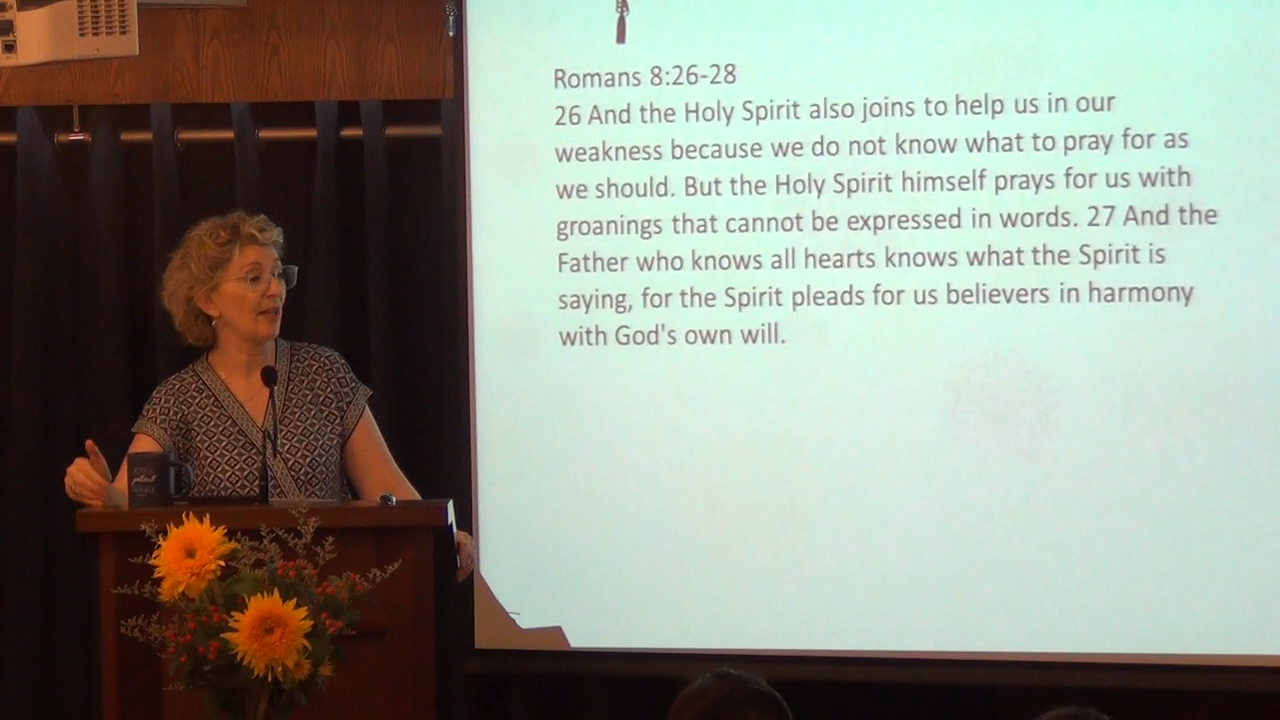 Romans 8:26-28
26 And the Holy Spirit also joins to help us in our
weakness because we do not know what to pray for as
we should. But the Holy Spirit himself prays for us with
groanings that cannot be expressed in words. 27 And the
Father who knows all hearts knows what the Spirit is
saying, for the Spirit pleads for us believers in harmony
with God's own will.
patient